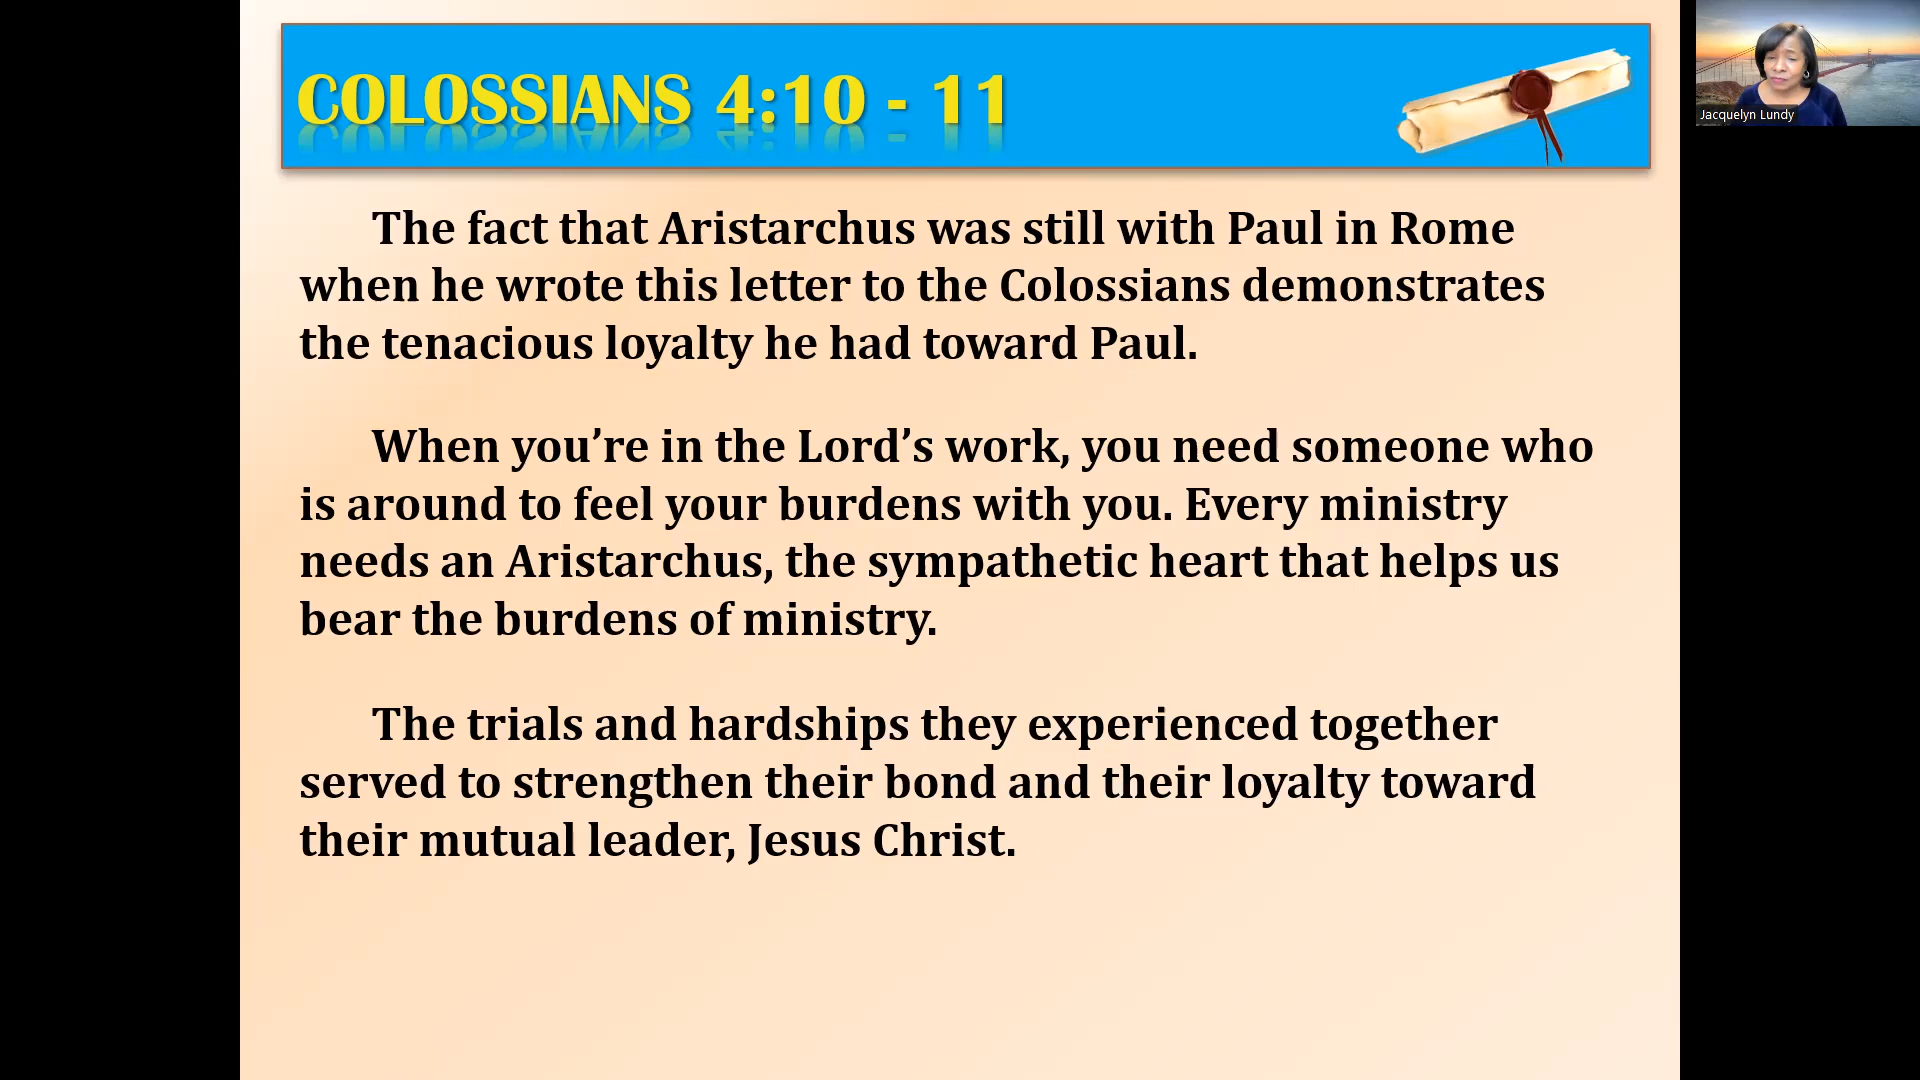 COLOSSIANS 4:10 - 11
Jacquelyn Lundy
The fact that Aristarchus was still with Paul in Rome
when he wrote this letter to the Colossians demonstrates
the tenacious loyalty he had toward Paul.
When you’re in the Lord’s work, you need someone who
is around to feel your burdens with you. Every ministry
needs an Aristarchus, the sympathetic heart that helps us
bear the burdens of ministry.
The trials and hardships they experienced together
served to strengthen their bond and their loyalty toward
their mutual leader, Jesus Christ.